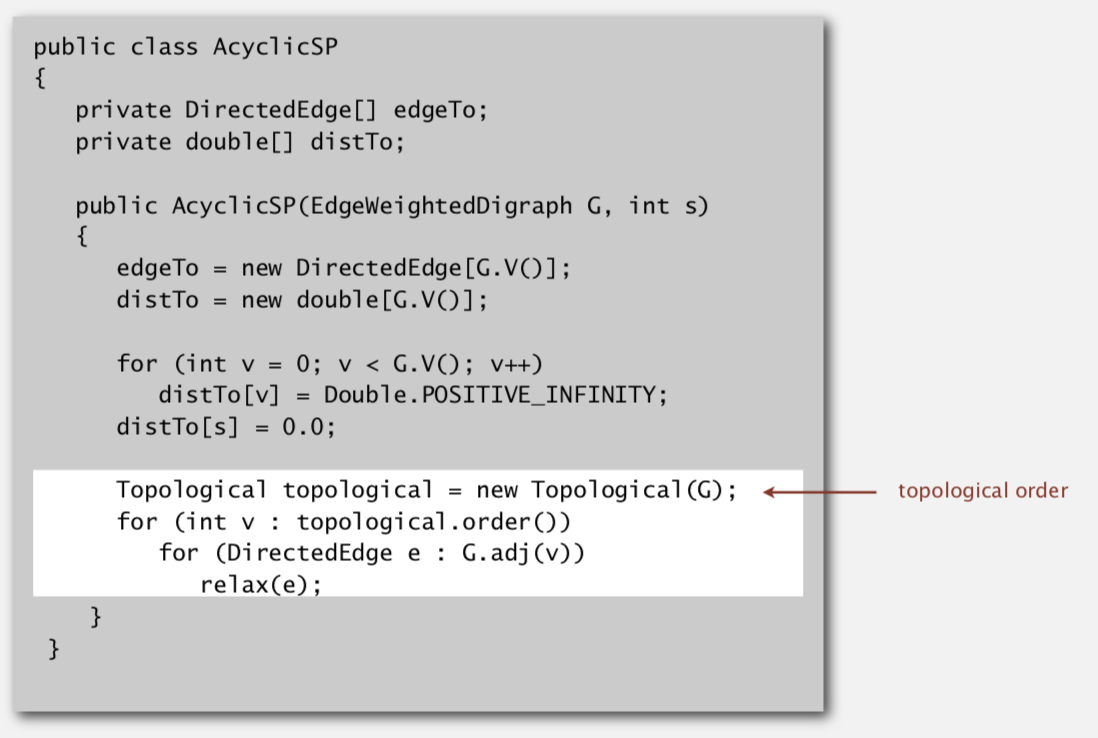 public class AcyclicSP
{
   private DirectedEdge[] edgeTo;
   private double[] distTo;

   public AcyclicSP(EdgeWeightedDigraph G, int s)
   {
      edgeTo = new DirectedEdge[G.V()];
      distTo = new double[G.V()];

      for (int v = 0; v < G.V(); v++)
         distTo[v] = Double.POSITIVE_INFINITY;
      distTo[s] = 0.0;

      Topological topological = new Topological(G);
      for (int v : topological.order())
         for (DirectedEdge e : G.adj(v))
            relax(e);
    }
 }
topological order